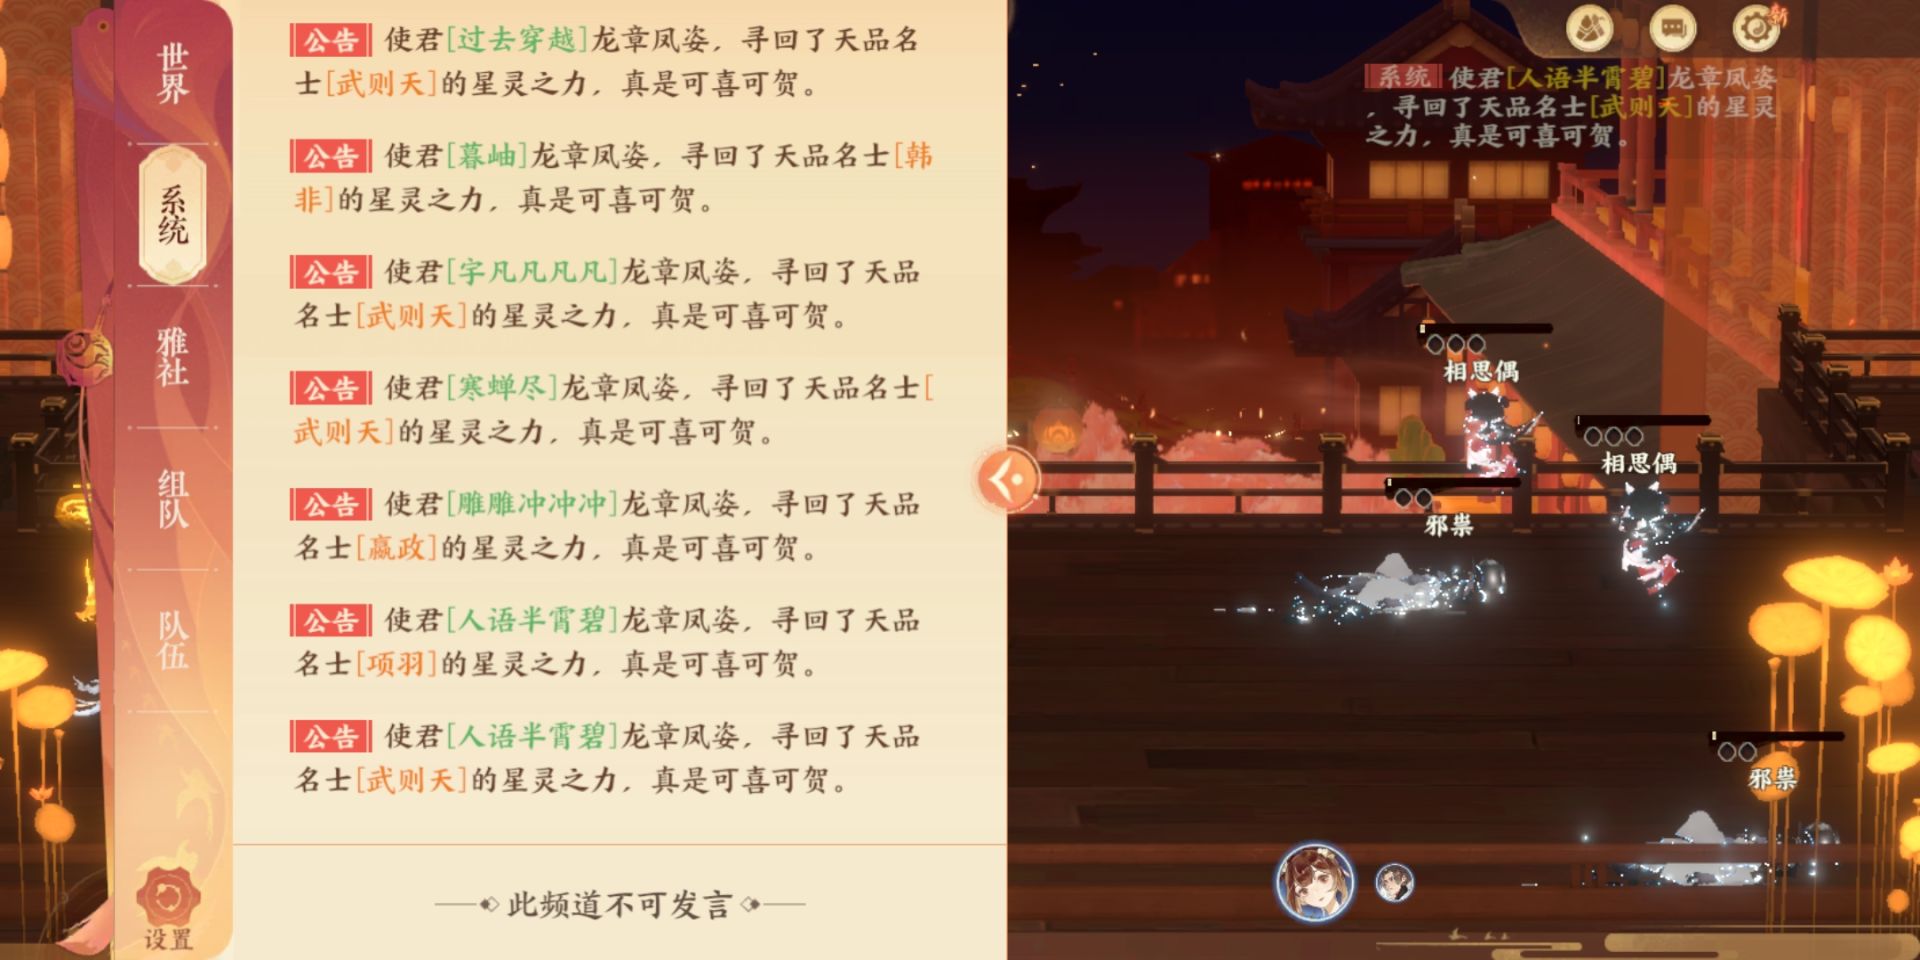 世界
系统
雅社
组队
队伍
设置
公告 使君[过去穿越]龙章凤姿，寻回了天品名
士[武则天]的星灵之力，真是可喜可贺。
公告 使君[暮岫]龙章凤姿，寻回了天品名士[韩
非]的星灵之力，真是可喜可贺。
公告 使君[字凡凡凡凡]龙章凤姿，寻回了天品
名士[武则天]的星灵之力，真是可喜可贺。
公告 使君[寒蝉尽]龙章凤姿，寻回了天品名士[
武则天]的星灵之力，真是可喜可贺。
公告 使君[雕雕冲冲冲]龙章凤姿，寻回了天品
名士[嬴政]的星灵之力，真是可喜可贺。
公告 使君[人语半霄碧]龙章凤姿，寻回了天品
名士[项羽]的星灵之力，真是可喜可贺。
公告 使君[人语半霄碧]龙章凤姿，寻回了天品
名士[武则天]的星灵之力，真是可喜可贺。
此频道不可发言
新
系统 使君[人语半霄碧]龙章凤姿
，寻回了天品名士[武则天]的星灵
之力，真是可喜可贺。
相思偶
相思偶
邪祟
邪祟